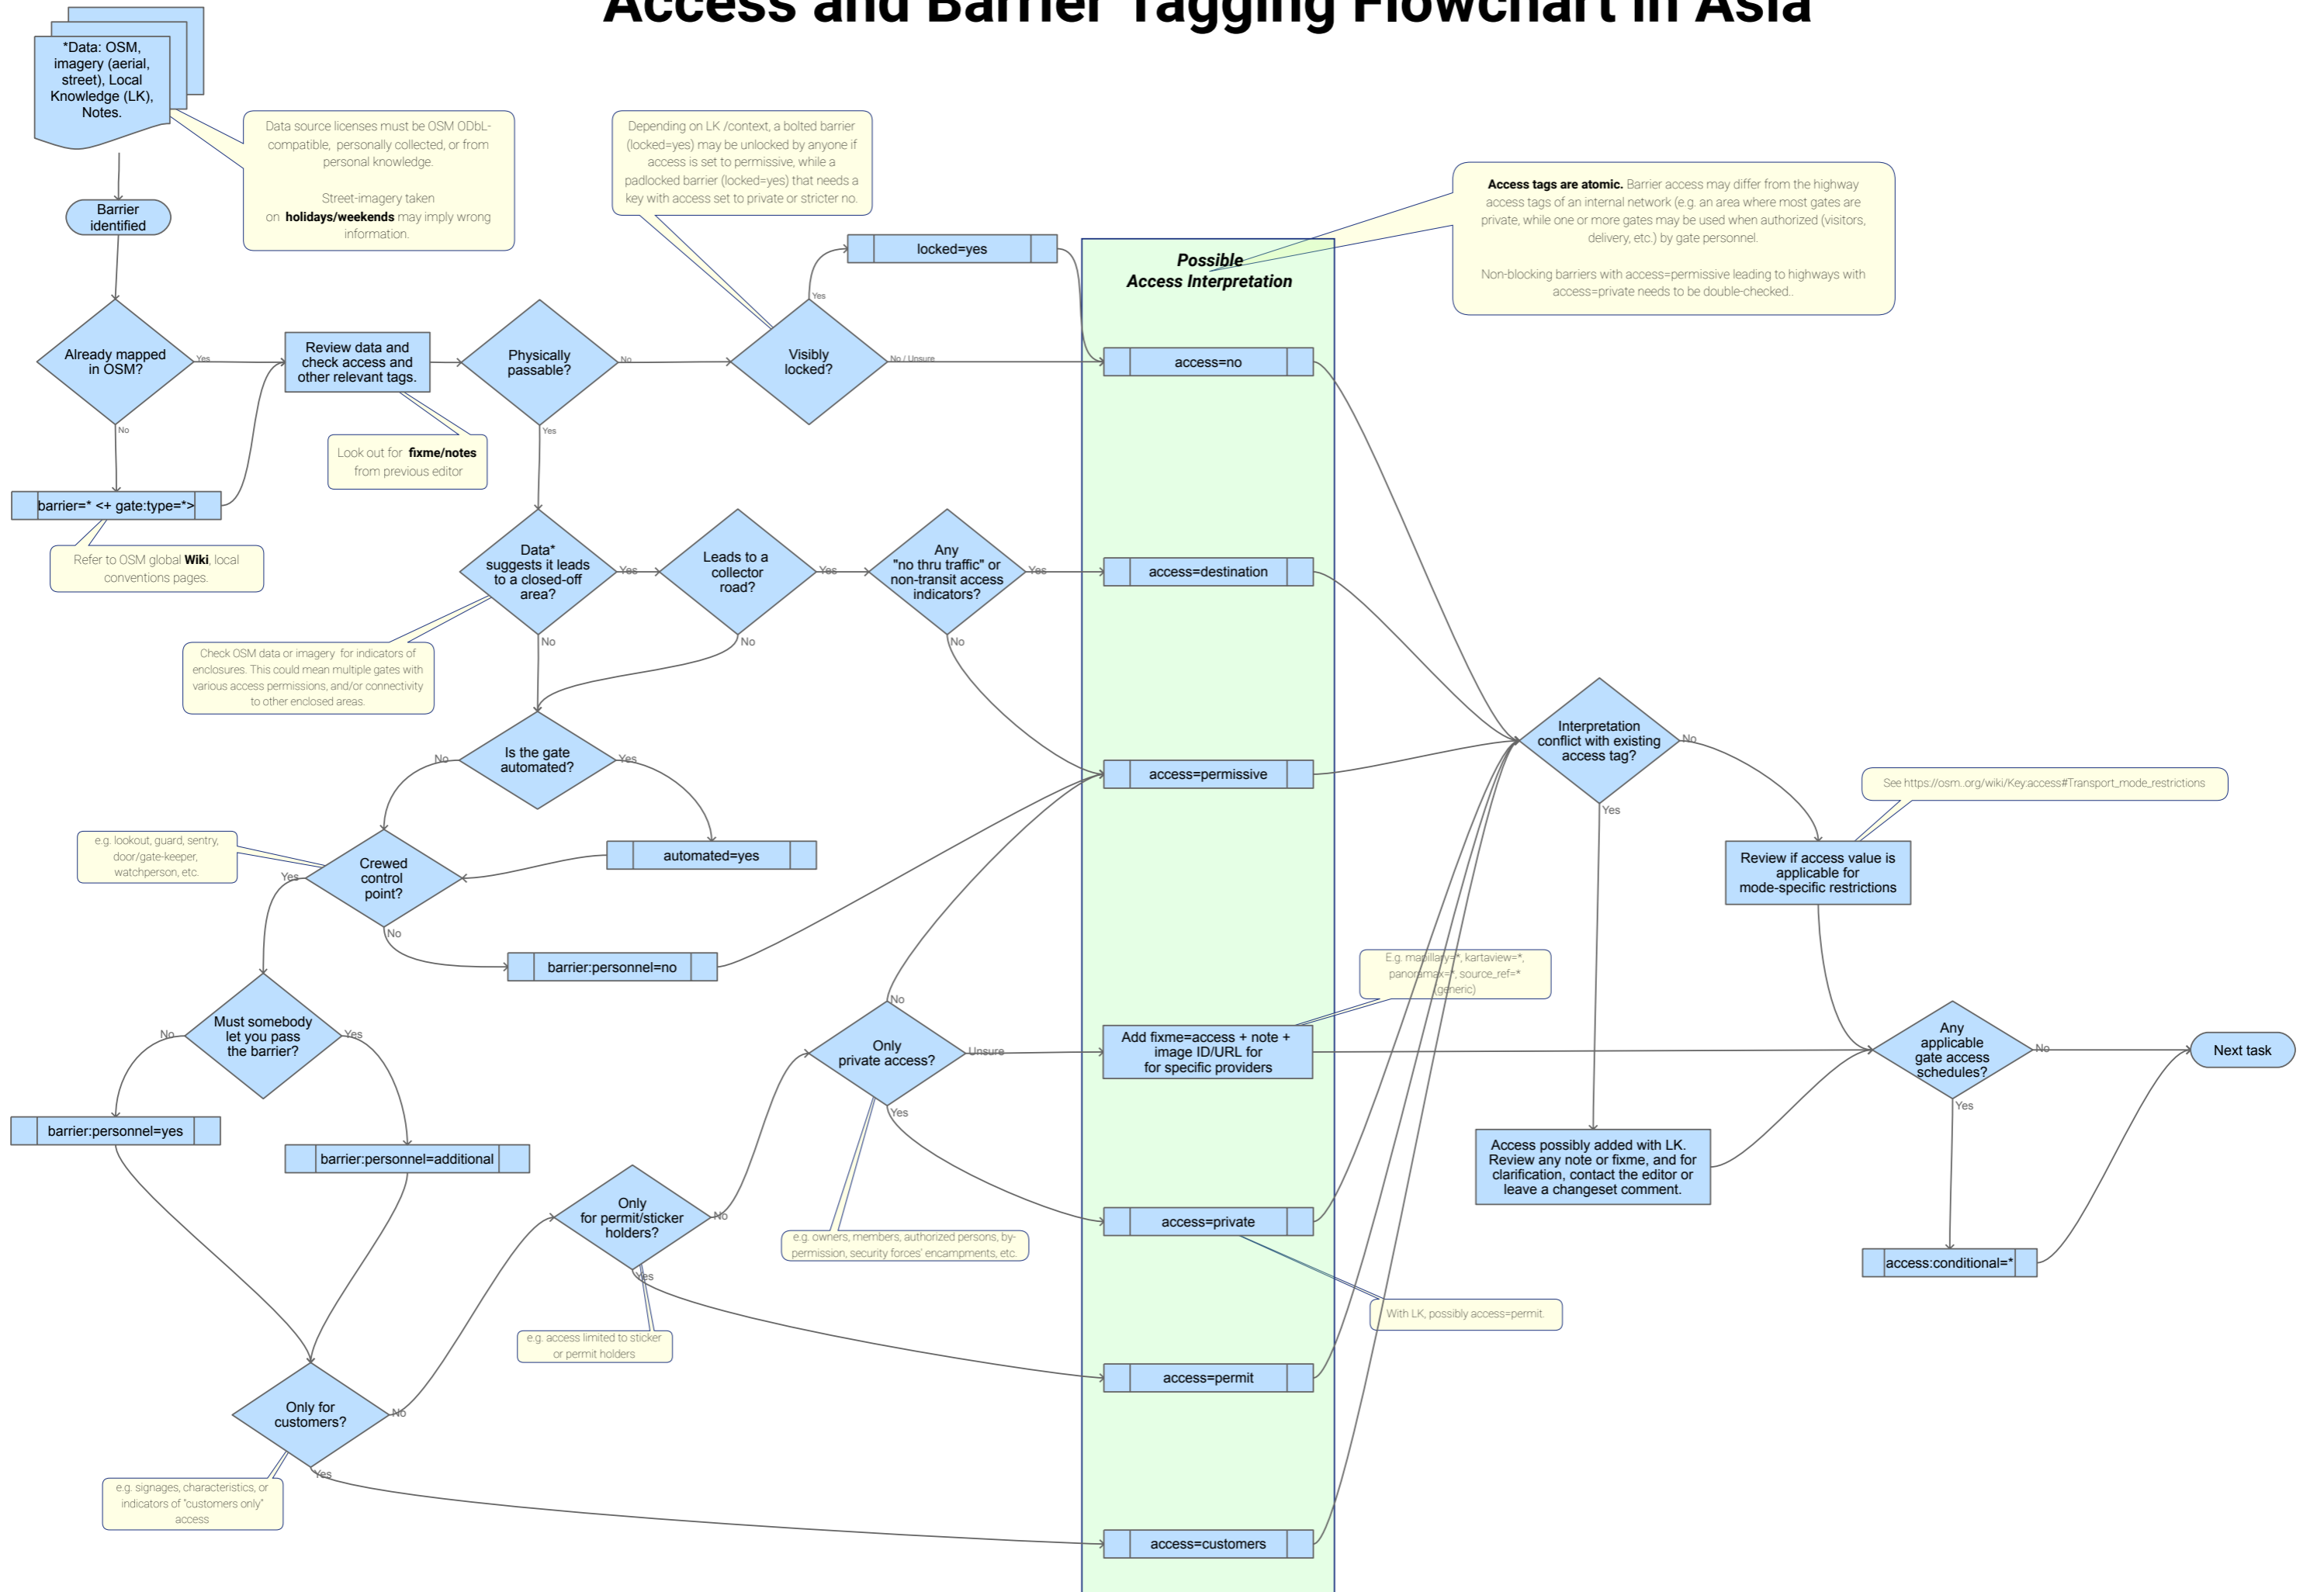 Access and Barrier Tagging Flowchart in Asia
*Data: OSM,
imagery (aerial,
street), Local
Knowledge (LK),
Notes.
Data source licenses must be OSM ODbL-
compatible, personally collected, or from
personal knowledge.
Street-imagery taken
on holidays/weekends may imply wrong
information.
Depending on LK /context, a bolted barrier
(locked=yes) may be unlocked by anyone if
access is set to permissive, while a
padlocked barrier (locked=yes) that needs a
key with access set to private or stricter no.
Access tags are atomic. Barrier access may differ from the highway
access tags of an internal network (e.g. an area where most gates are
private, while one or more gates may be used when authorized (visitors,
delivery, etc.) by gate personnel.
Non-blocking barriers with access=permissive leading to highways with
access=private needs to be double-checked..
Barrier
identified
locked=yes
Possible
Access Interpretation
Yes
Already mapped
in OSM?
Yes
No
Review data and
check access and
other relevant tags.
Physically
passable?
No
Yes
Visibly
locked?
No / Unsure
access=no
Look out for fixme/notes
from previous editor
barrier=* <+ gate:type=*>
Refer to OSM global Wiki, local
conventions pages.
Data*
suggests it leads
to a closed-off
area?
Yes
No
Leads to a
collector
road?
Yes
No
Any
"no thru traffic" or
non-transit access
indicators?
Yes
No
access=destination
Check OSM data or imagery for indicators of
enclosures. This could mean multiple gates with
various access permissions, and/or connectivity
to other enclosed areas.
Is the gate
automated?
No
Yes
access=permissive
Interpretation
conflict with existing
access tag?
No
Yes
See https://osm..org/wiki/Key:access#Transport_mode_restrictions
e.g. lookout, guard, sentry,
door/gate-keeper,
watchperson, etc.
Crewed
control
point?
Yes
No
automated=yes
Review if access value is
applicable for
mode-specific restrictions
barrier:personnel=no
E.g. mapillary=*, kartaview=*,
panoramax=*, source_ref=*
(generic)
Must somebody
let you pass
the barrier?
No
Yes
Only
private access?
No
Unsure
Yes
Add fixme=access + note +
image ID/URL for
for specific providers
Any
applicable
gate access
schedules?
No
Yes
Next task
barrier:personnel=yes
barrier:personnel=additional
Access possibly added with LK.
Review any note or fixme, and for
clarification, contact the editor or
leave a changeset comment.
Only
for permit/sticker
holders?
No
Yes
e.g. owners, members, authorized persons, by-
permission, security forces' encampments, etc.
access=private
access:conditional=*
With LK, possibly access=permit.
e.g. access limited to sticker
or permit holders
access=permit
Only for
customers?
No
Yes
e.g. signages, characteristics, or
indicators of "customers only"
access
access=customers